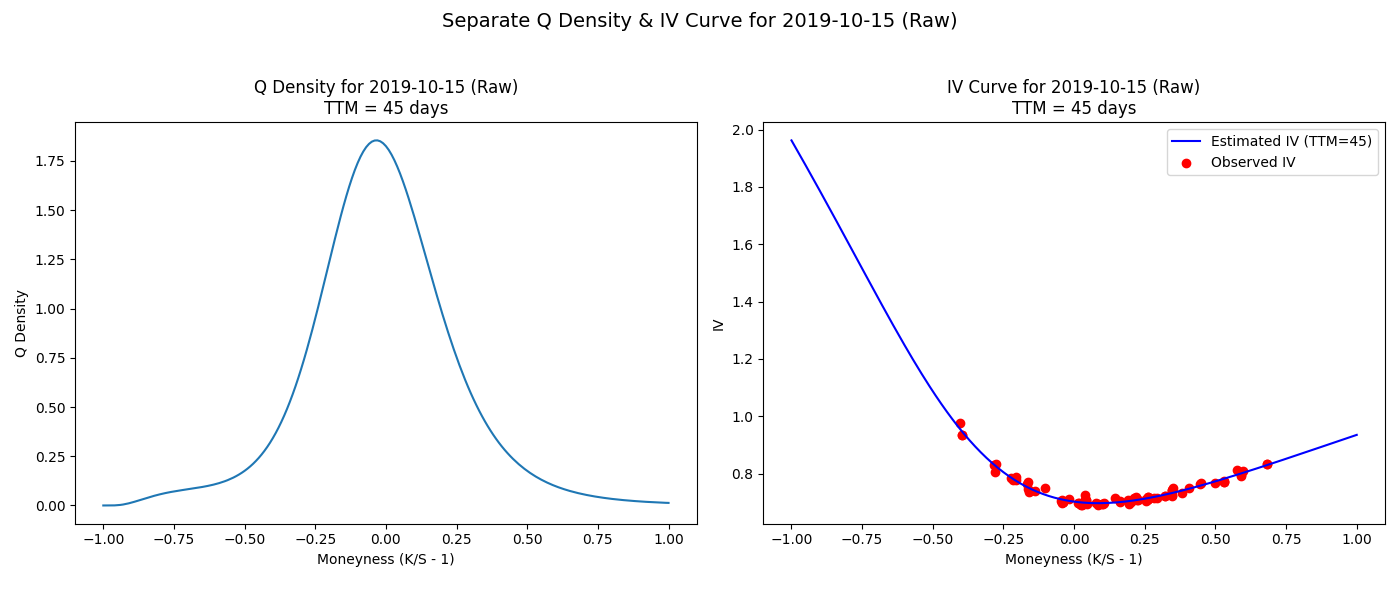 Separate Q Density & IV Curve for 2019-10-15 (Raw)
Q Density for 2019-10-15 (Raw)
TTM = 45 days
Q Density
1.75
1.50
1.25
1.00
0.75
0.50
0.25
0.00
−1.00 −0.75 −0.50 −0.25 0.00 0.25 0.50 0.75 1.00
Moneyness (K/S - 1)
IV Curve for 2019-10-15 (Raw)
TTM = 45 days
Estimated IV (TTM=45)
Observed IV
IV
2.0
1.8
1.6
1.4
1.2
1.0
0.8
−1.00 −0.75 −0.50 −0.25 0.00 0.25 0.50 0.75 1.00
Moneyness (K/S - 1)